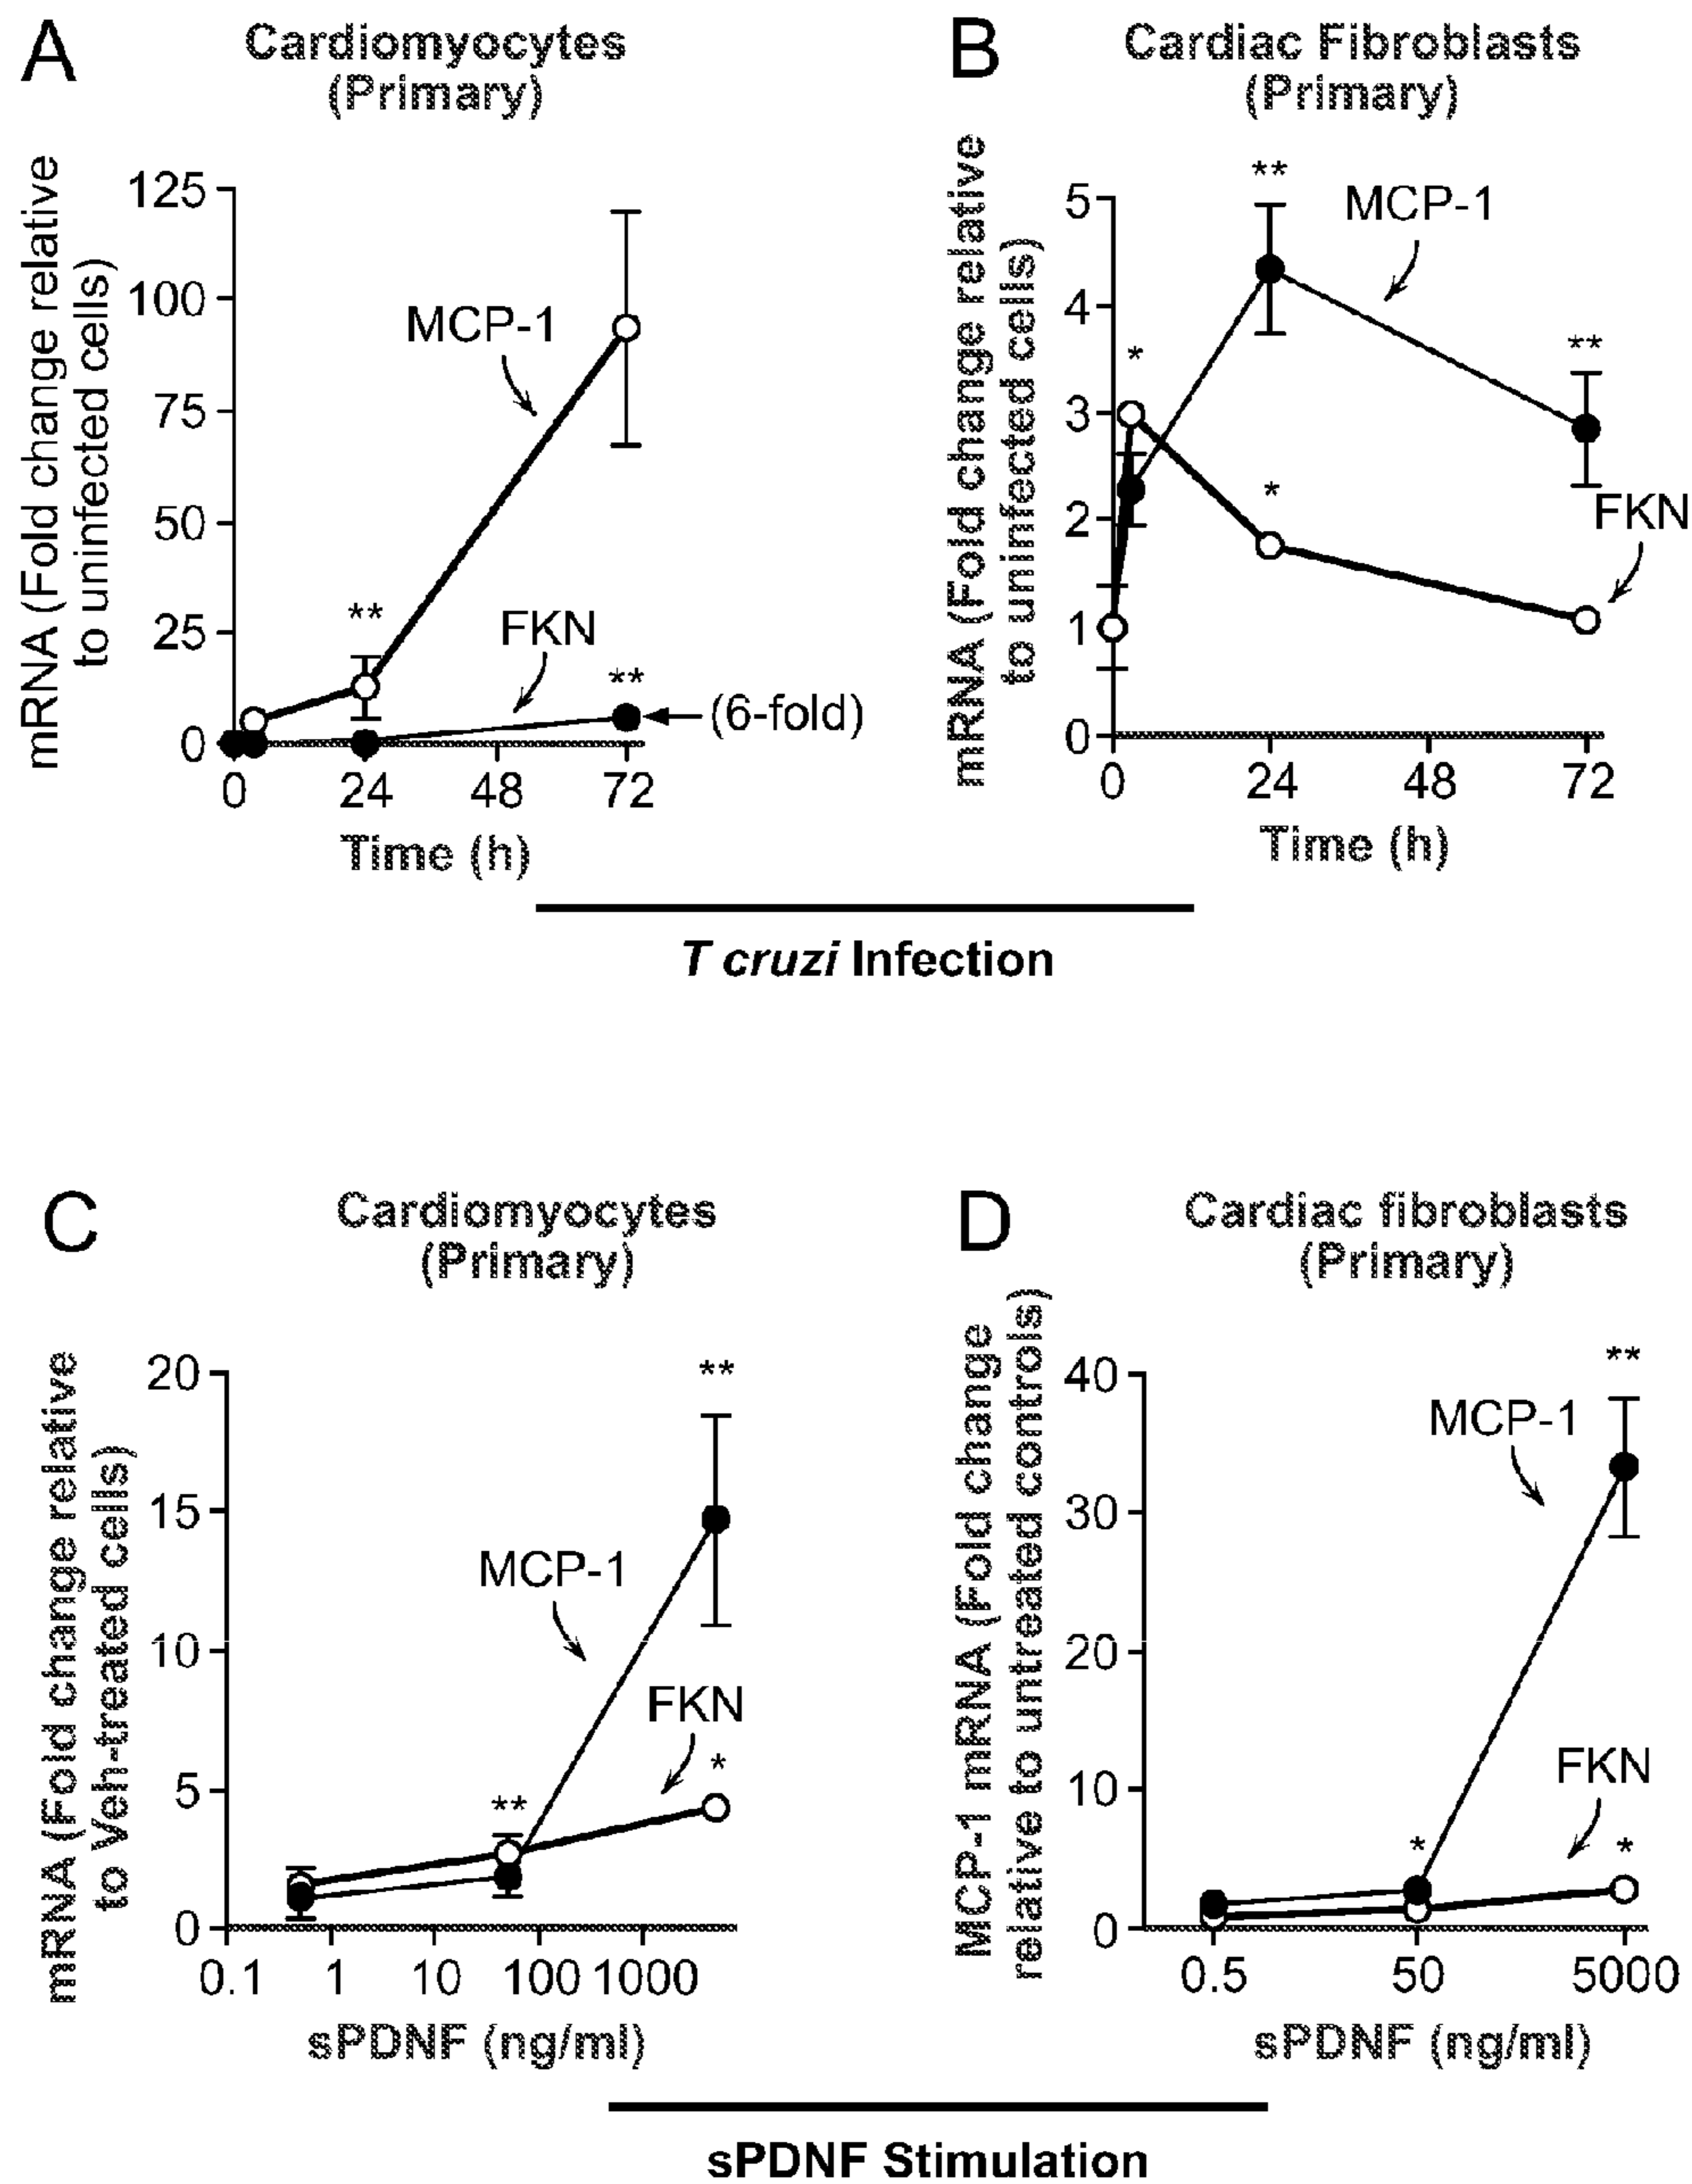 A
Cardiomyocytes
(Primary)
mRNA (Fold change relative
to uninfected cells)
125
100
75
50
25
0
MCP-1
**
FKN
**
(6-fold)
0 24 48 72
Time (h)
B
Cardiac Fibroblasts
(Primary)
mRNA (Fold change relative
to uninfected cells)
5
4
3
2
1
0
**
MCP-1
*
**
*
FKN
0 24 48 72
Time (h)
T cruzi Infection
C
Cardiomyocytes
(Primary)
mRNA (Fold change relative
to Veh-treated cells)
20
15
10
5
0
**
MCP-1
FKN
*
**
0.1 1 10 100 1000
sPDNF (ng/ml)
D
Cardiac fibroblasts
(Primary)
MCP-1 mRNA (Fold change
relative to untreated controls)
40
30
20
10
0
**
MCP-1
FKN
*
*
0.5 50 5000
sPDNF (ng/ml)
sPDNF Stimulation